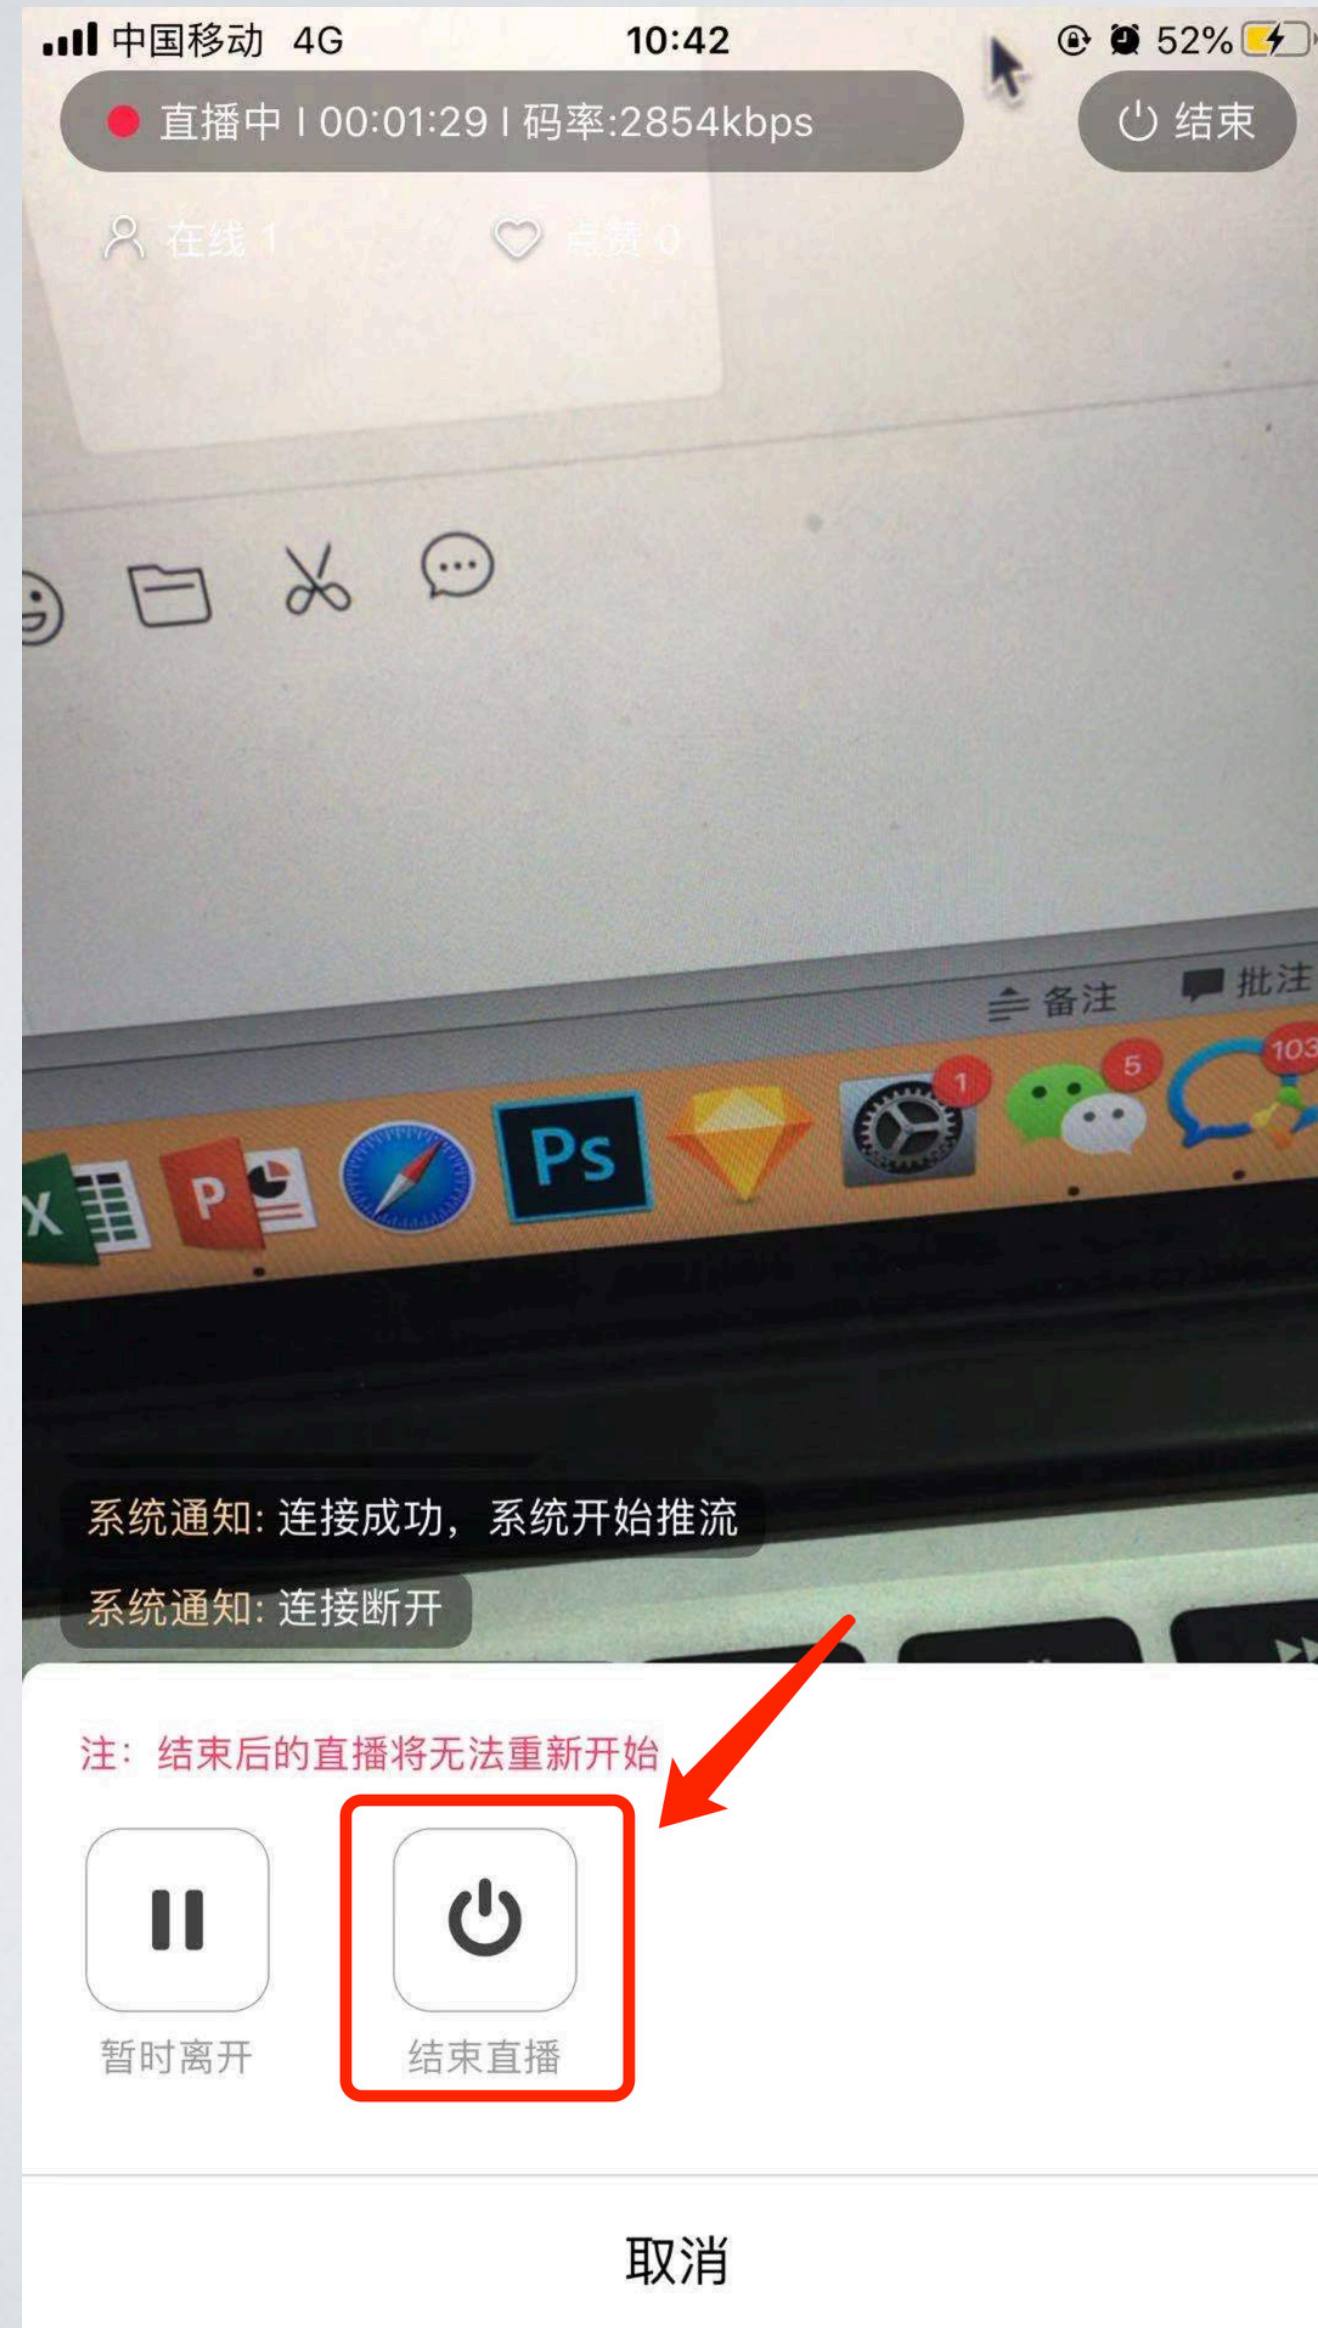 中国移动 4G 10:42 52%
直播中 | 00:01:29 | 码率:2854kbps 结束
在线 1 点赞 0
备注 批注
1 5 103
X P Ps
系统通知: 连接成功，系统开始推流
系统通知: 连接断开
注：结束后的直播将无法重新开始
暂时离开 结束直播
取消